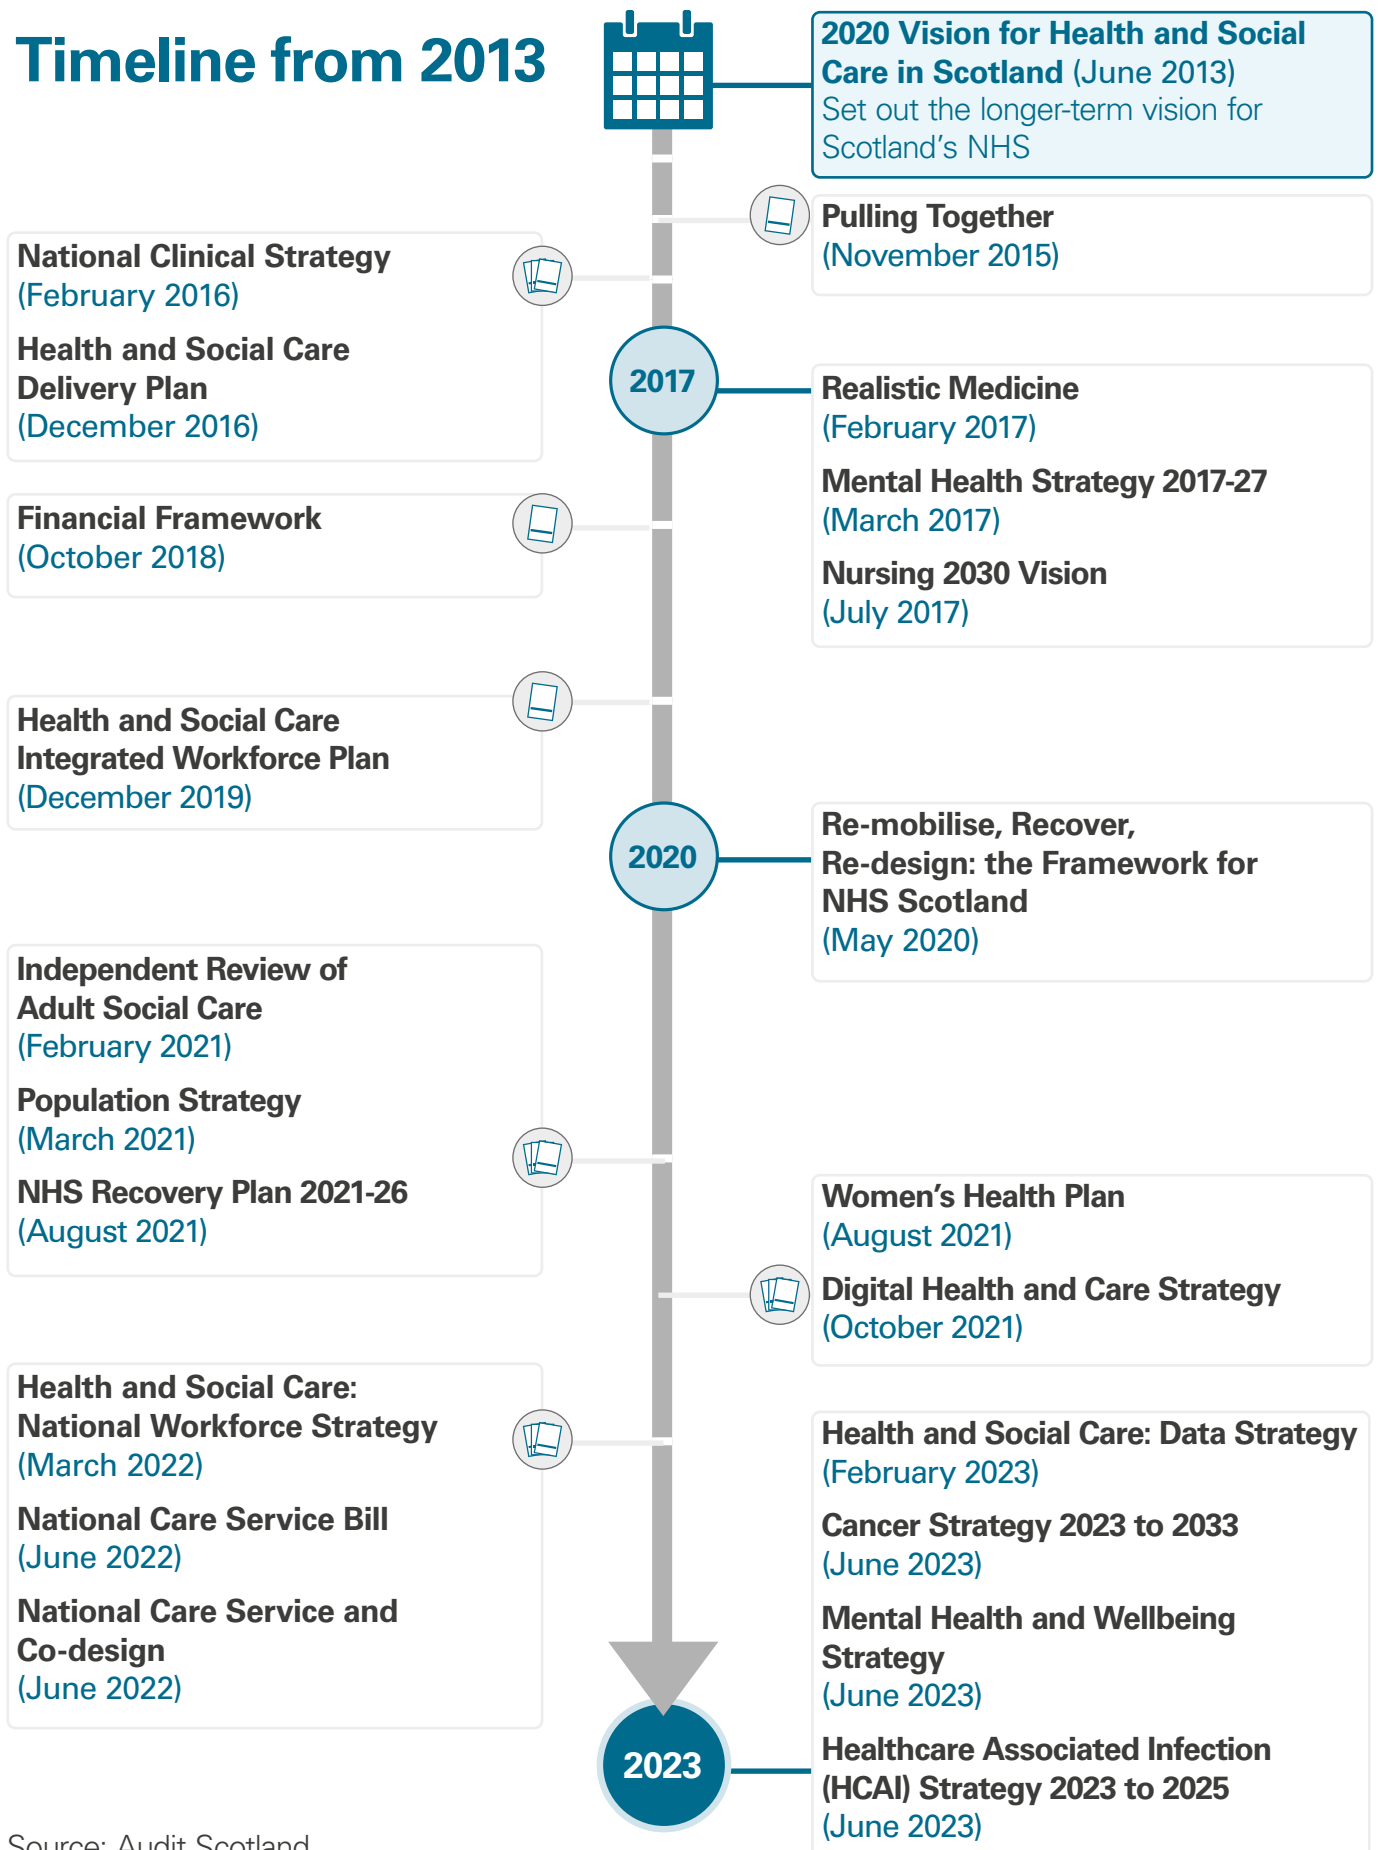 Timeline from 2013
2020 Vision for Health and Social
Care in Scotland (June 2013)
Set out the longer-term vision for
Scotland's NHS
Pulling Together
(November 2015)
National Clinical Strategy
(February 2016)
Health and Social Care
Delivery Plan
(December 2016)
2017
Realistic Medicine
(February 2017)
Mental Health Strategy 2017-27
(March 2017)
Nursing 2030 Vision
(July 2017)
Financial Framework
(October 2018)
Health and Social Care
Integrated Workforce Plan
(December 2019)
2020
Re-mobilise, Recover,
Re-design: the Framework for
NHS Scotland
(May 2020)
Independent Review of
Adult Social Care
(February 2021)
Population Strategy
(March 2021)
NHS Recovery Plan 2021-26
(August 2021)
Women's Health Plan
(August 2021)
Digital Health and Care Strategy
(October 2021)
Health and Social Care:
National Workforce Strategy
(March 2022)
National Care Service Bill
(June 2022)
National Care Service and
Co-design
(June 2022)
2023
Health and Social Care: Data Strategy
(February 2023)
Cancer Strategy 2023 to 2033
(June 2023)
Mental Health and Wellbeing
Strategy
(June 2023)
Healthcare Associated Infection
(HCAI) Strategy 2023 to 2025
(June 2023)
Source: Audit Scotland